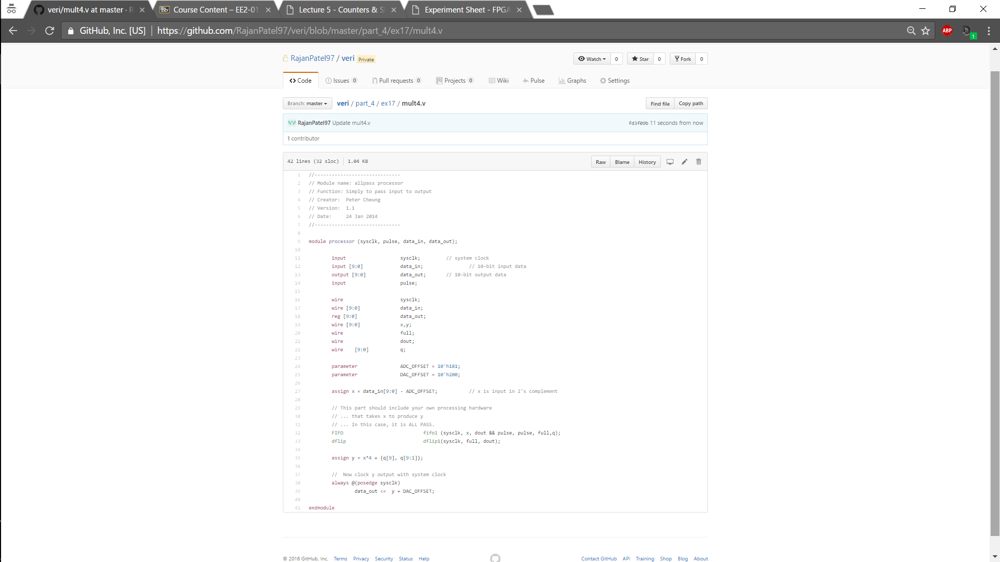 veri/mult4.v at master · R
Course Content – EE2-01
Lecture 5 - Counters & S
Experiment Sheet - FPGA
GitHub, Inc. [US] https://github.com/RajanPatel97/veri/blob/master/part_4/ex17/mult4.v
ABP
1
RajanPatel97 / veri Private
Watch 0 Star 0 Fork 0
Code Issues 0 Pull requests 0 Projects 0 Wiki Pulse Graphs Settings
Branch: master veri / part_4 / ex17 / mult4.v Find file Copy path
RajanPatel97 Update mult4.v fd3f09b 11 seconds from now
1 contributor
42 lines (32 sloc) 1.04 KB Raw Blame History
1 //------------------------------
2 // Module name: allpass processor
3 // Function: Simply to pass input to output
4 // Creator: Peter Cheung
5 // Version: 1.1
6 // Date: 24 Jan 2014
7 //------------------------------
8
9 module processor (sysclk, pulse, data_in, data_out);
10
11 input sysclk; // system clock
12 input [9:0] data_in; // 10-bit input data
13 output [9:0] data_out; // 10-bit output data
14 input pulse;
15
16 wire sysclk;
17 wire [9:0] data_in;
18 reg [9:0] data_out;
19 wire [9:0] x,y;
20 wire full;
21 wire dout;
22 wire [9:0] q;
23
24 parameter ADC_OFFSET = 10'h181;
25 parameter DAC_OFFSET = 10'h200;
26
27 assign x = data_in[9:0] - ADC_OFFSET; // x is input in 2's complement
28
29 // This part should include your own processing hardware
30 // ... that takes x to produce y
31 // ... In this case, it is ALL PASS.
32 FIFO fifo1 (sysclk, x, dout && pulse, pulse, full,q);
33 dflip dflip1(sysclk, full, dout);
34
35 assign y = x*4 + {q[9], q[9:1]};
36
37 // Now clock y output with system clock
38 always @(posedge sysclk)
39 data_out <= y + DAC_OFFSET;
40
41 endmodule
© 2016 GitHub, Inc. Terms Privacy Security Status Help Contact GitHub API Training Shop Blog About